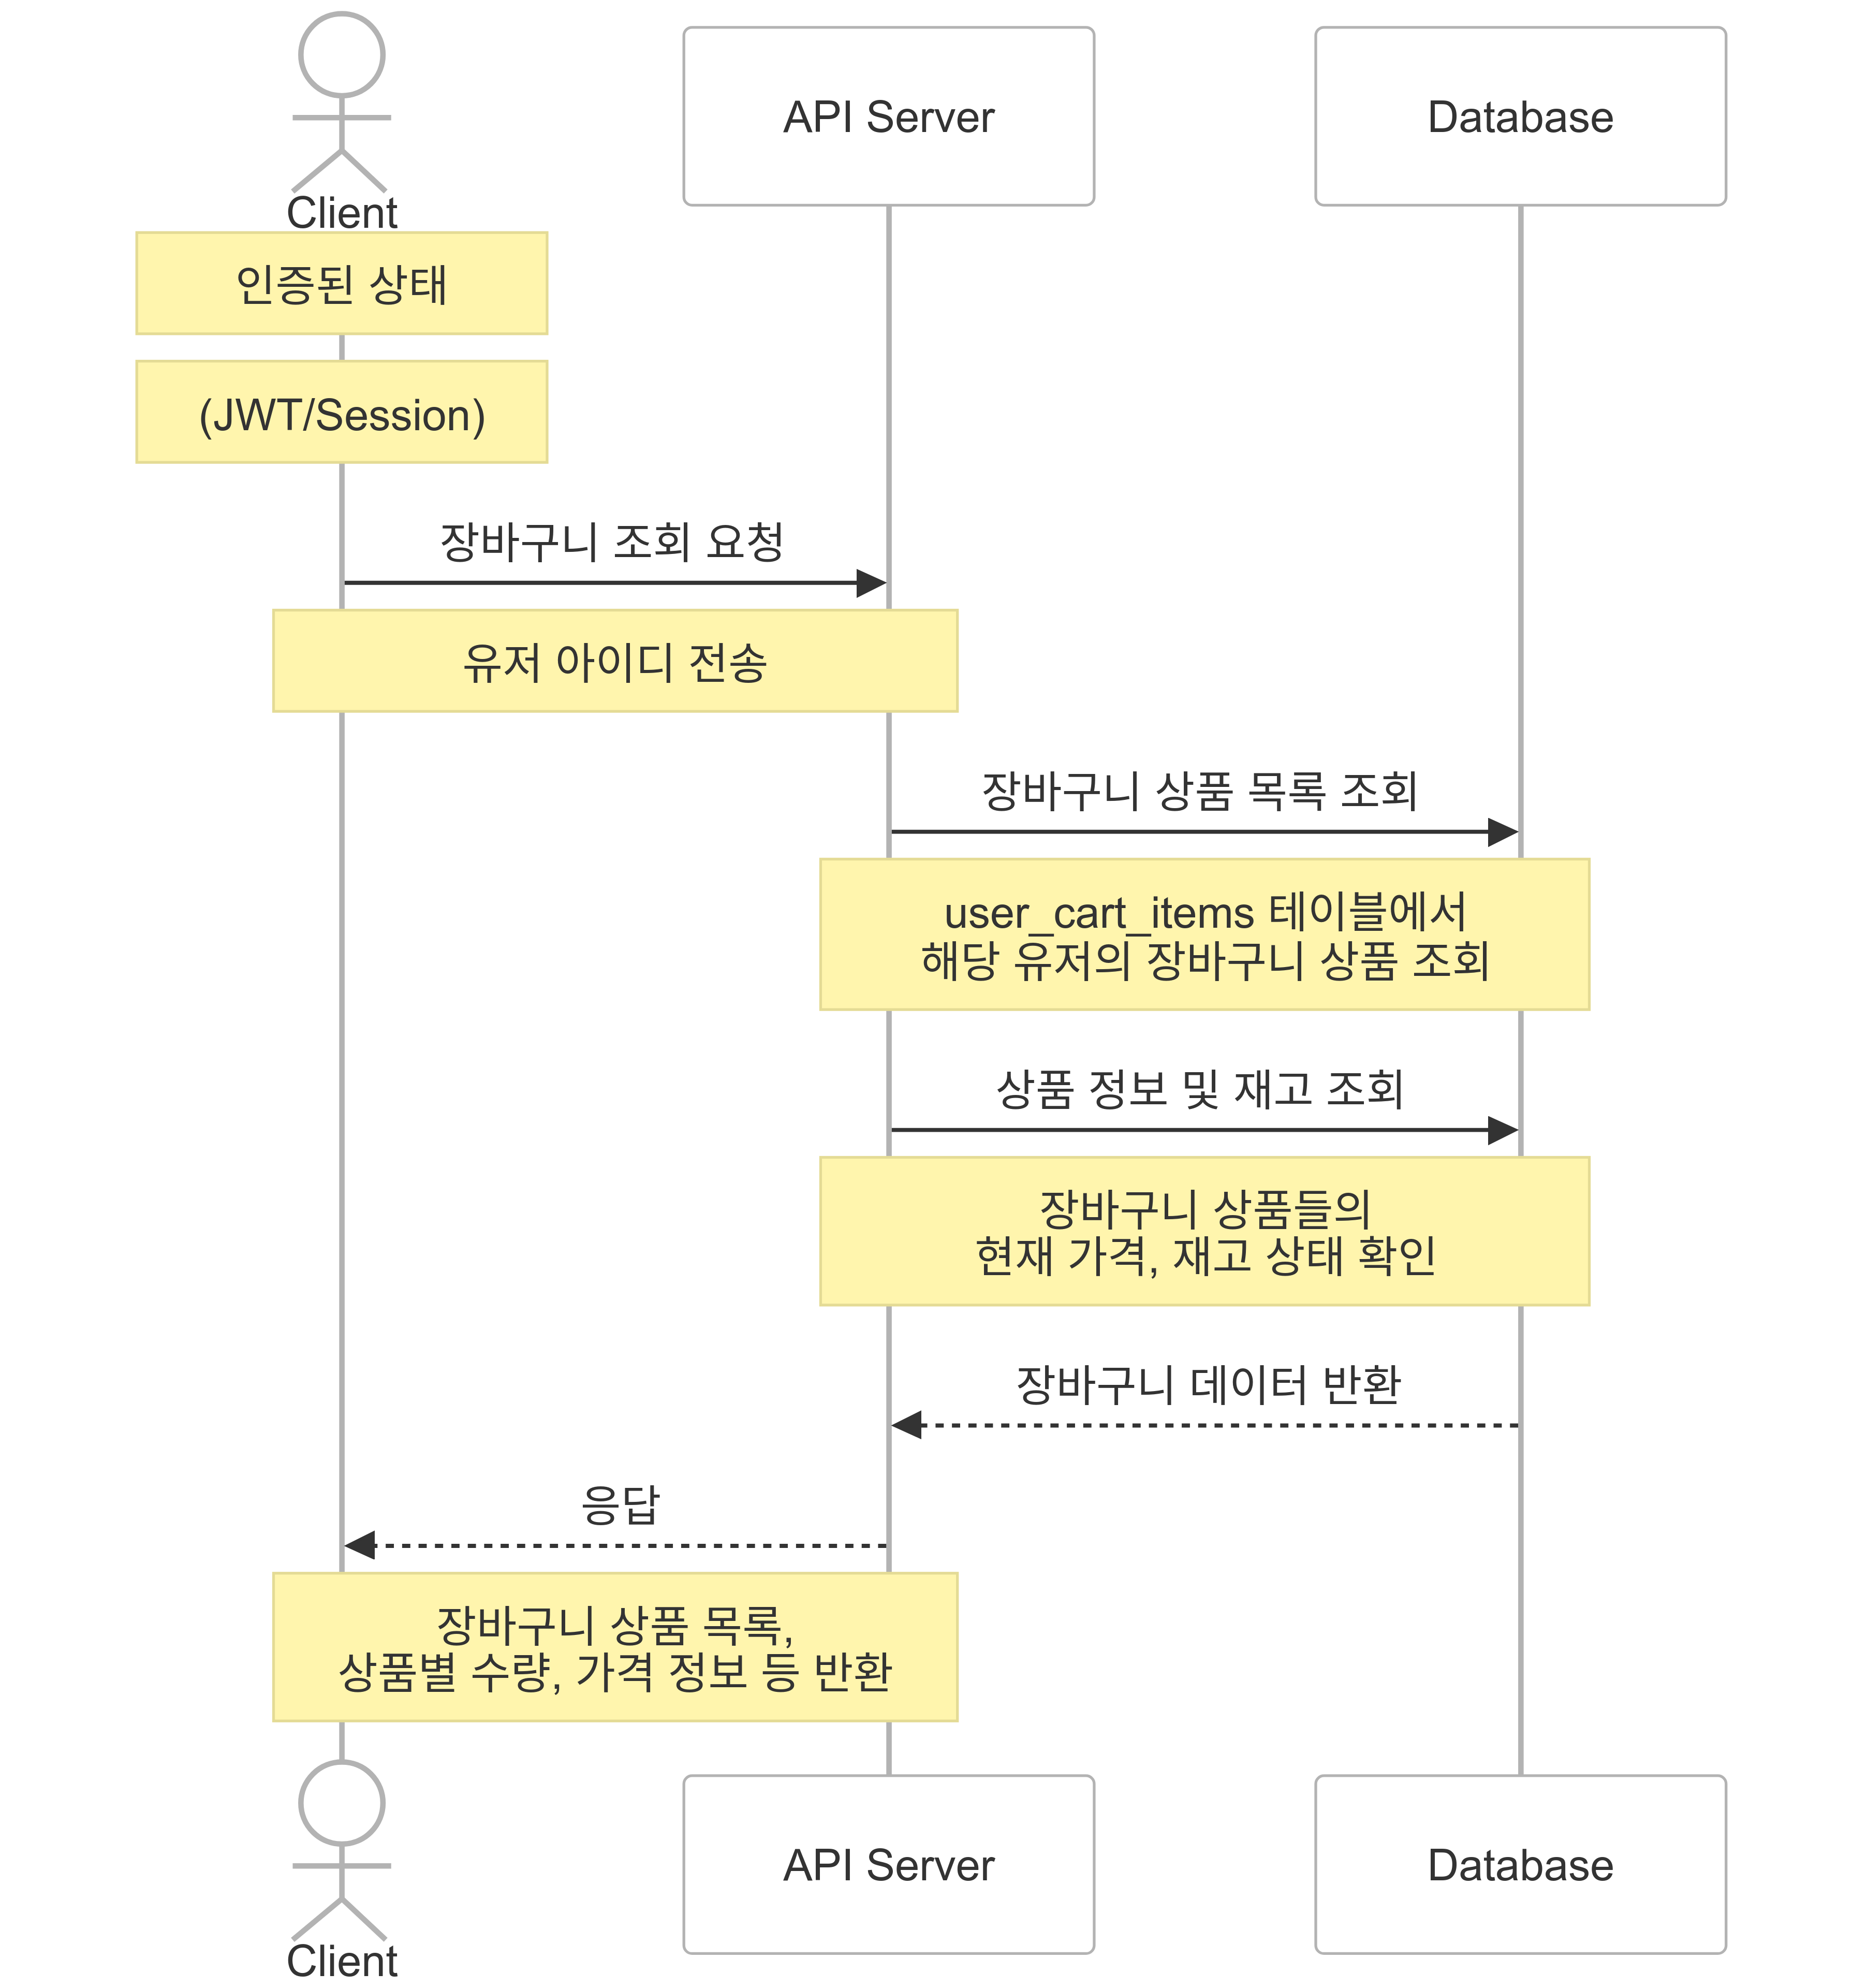 Client
API Server
Database
인증된 상태
(JWT/Session)
장바구니 조회 요청
유저 아이디 전송
장바구니 상품 목록 조회
user_cart_items 테이블에서
해당 유저의 장바구니 상품 조회
상품 정보 및 재고 조회
장바구니 상품들의
현재 가격, 재고 상태 확인
장바구니 데이터 반환
응답
장바구니 상품 목록,
상품별 수량, 가격 정보 등 반환
Client
API Server
Database